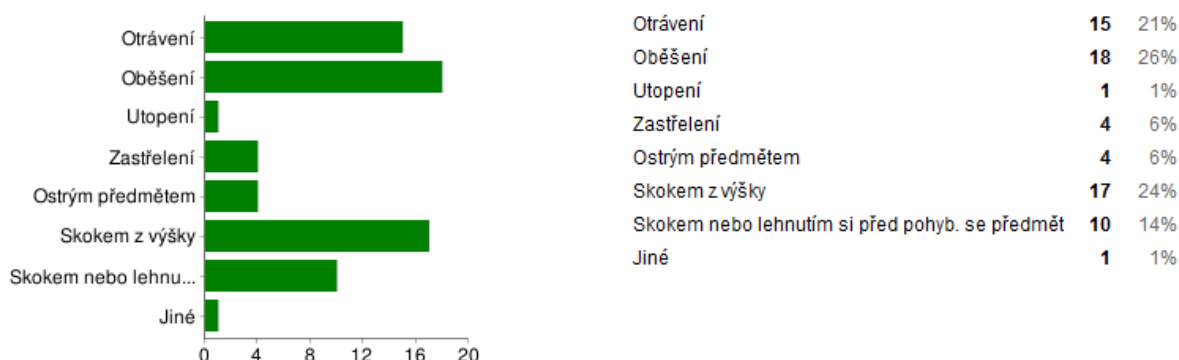 Otrávení
Oběšení
Utopení
Zastřelení
Ostrým předmětem
Skokem z výšky
Skokem nebo lehnu...
Jiné
0 4 8 12 16 20
Otrávení 15 21%
Oběšení 18 26%
Utopení 1 1%
Zastřelení 4 6%
Ostrým předmětem 4 6%
Skokem z výšky 17 24%
Skokem nebo lehnutím si před pohyb. se předmět 10 14%
Jiné 1 1%